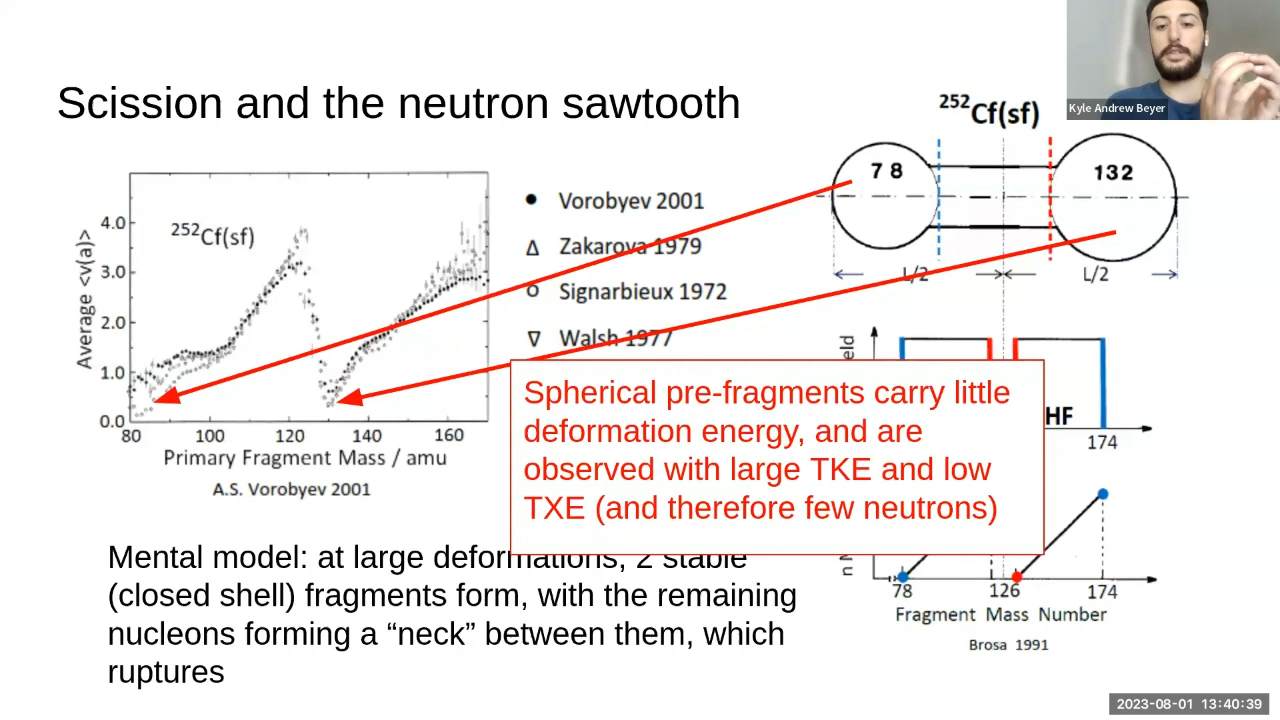 Kyle Andrew Beyer
Scission and the neutron sawtooth
252Cf(sf)
78
132
L/2
L/2
252Cf(sf)
Average <ν(a)>
4.0
3.0
2.0
1.0
0.0
80
100
120
140
160
Primary Fragment Mass / amu
A.S. Vorobyev 2001
● Vorobyev 2001
Δ Zakarova 1979
o Signarbieux 1972
∇ Walsh 1977
Spherical pre-fragments carry little
deformation energy, and are
observed with large TKE and low
TXE (and therefore few neutrons)
eld
HF
174
n
78
126
174
Fragment Mass Number
Brosa 1991
Mental model: at large deformations, 2 stable
(closed shell) fragments form, with the remaining
nucleons forming a “neck” between them, which
ruptures
2023-08-01 13:40:39